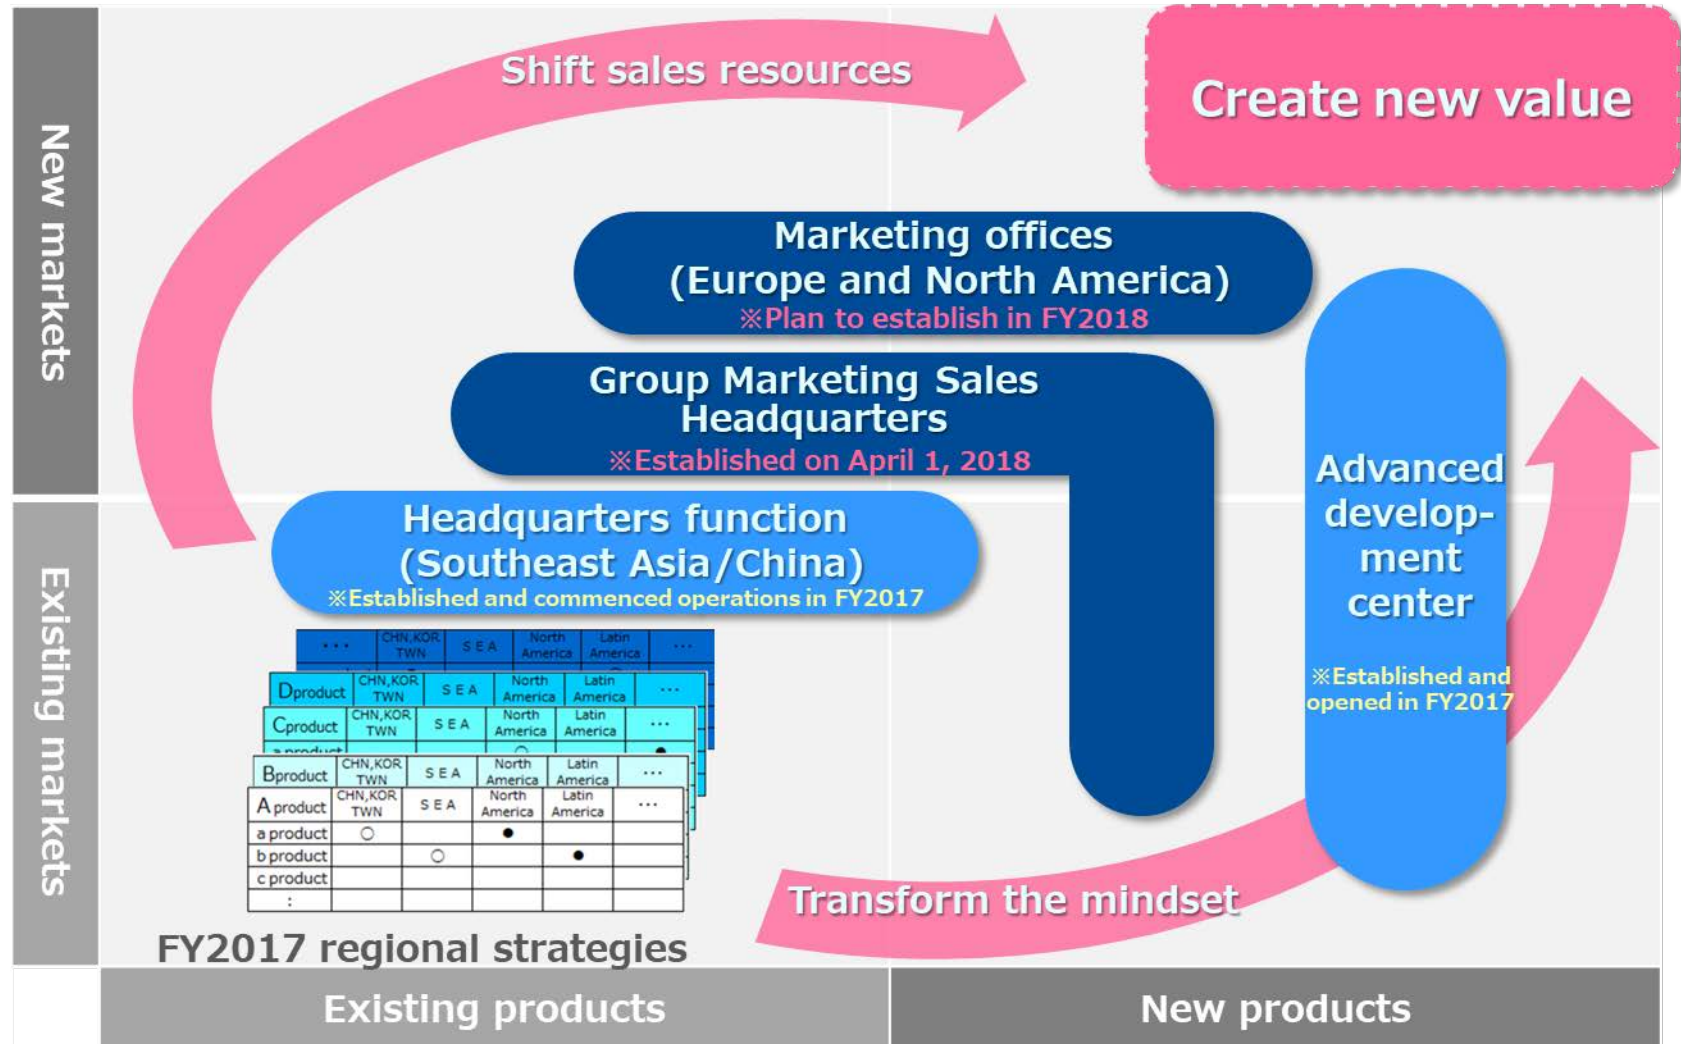 Shift sales resources
Create new value
New markets
Marketing offices
(Europe and North America)
※Plan to establish in FY2018
Group Marketing Sales
Headquarters
※Established on April 1, 2018
Advanced
develop-
ment
center
※Established and
opened in FY2017
Headquarters function
(Southeast Asia/China)
※Established and commenced operations in FY2017
Existing markets
... CHN,KOR TWN S E A North America Latin America ...
Dproduct CHN,KOR TWN S E A North America Latin America ...
Cproduct CHN,KOR TWN S E A North America Latin America ...
a product ○ ●
Bproduct CHN,KOR TWN S E A North America Latin America ...
A product CHN,KOR TWN S E A North America Latin America ...
a product ○ ●
b product ○ ●
c product
:
Transform the mindset
FY2017 regional strategies
Existing products
New products